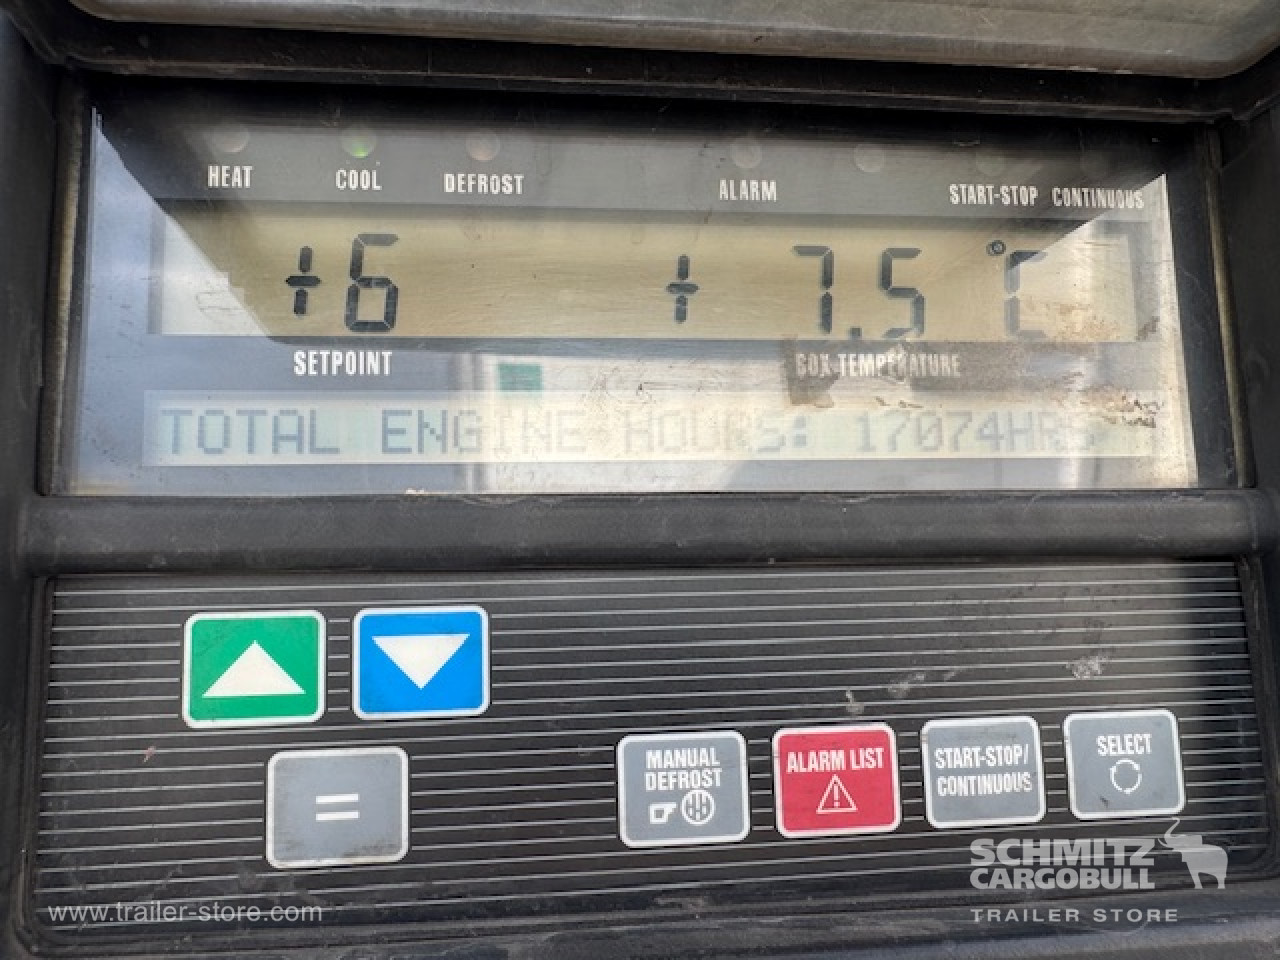 HEAT COOL DEFROST ALARM START-STOP CONTINUOUS
+6 + 7.5 °C
SETPOINT BOX TEMPERATURE
TOTAL ENGINE HOURS: 17074HRS
MANUAL
DEFROST
ALARM LIST
START-STOP/
CONTINUOUS
SELECT
=
SCHMITZ
CARGOBULL
TRAILER STORE
www.trailer-store.com